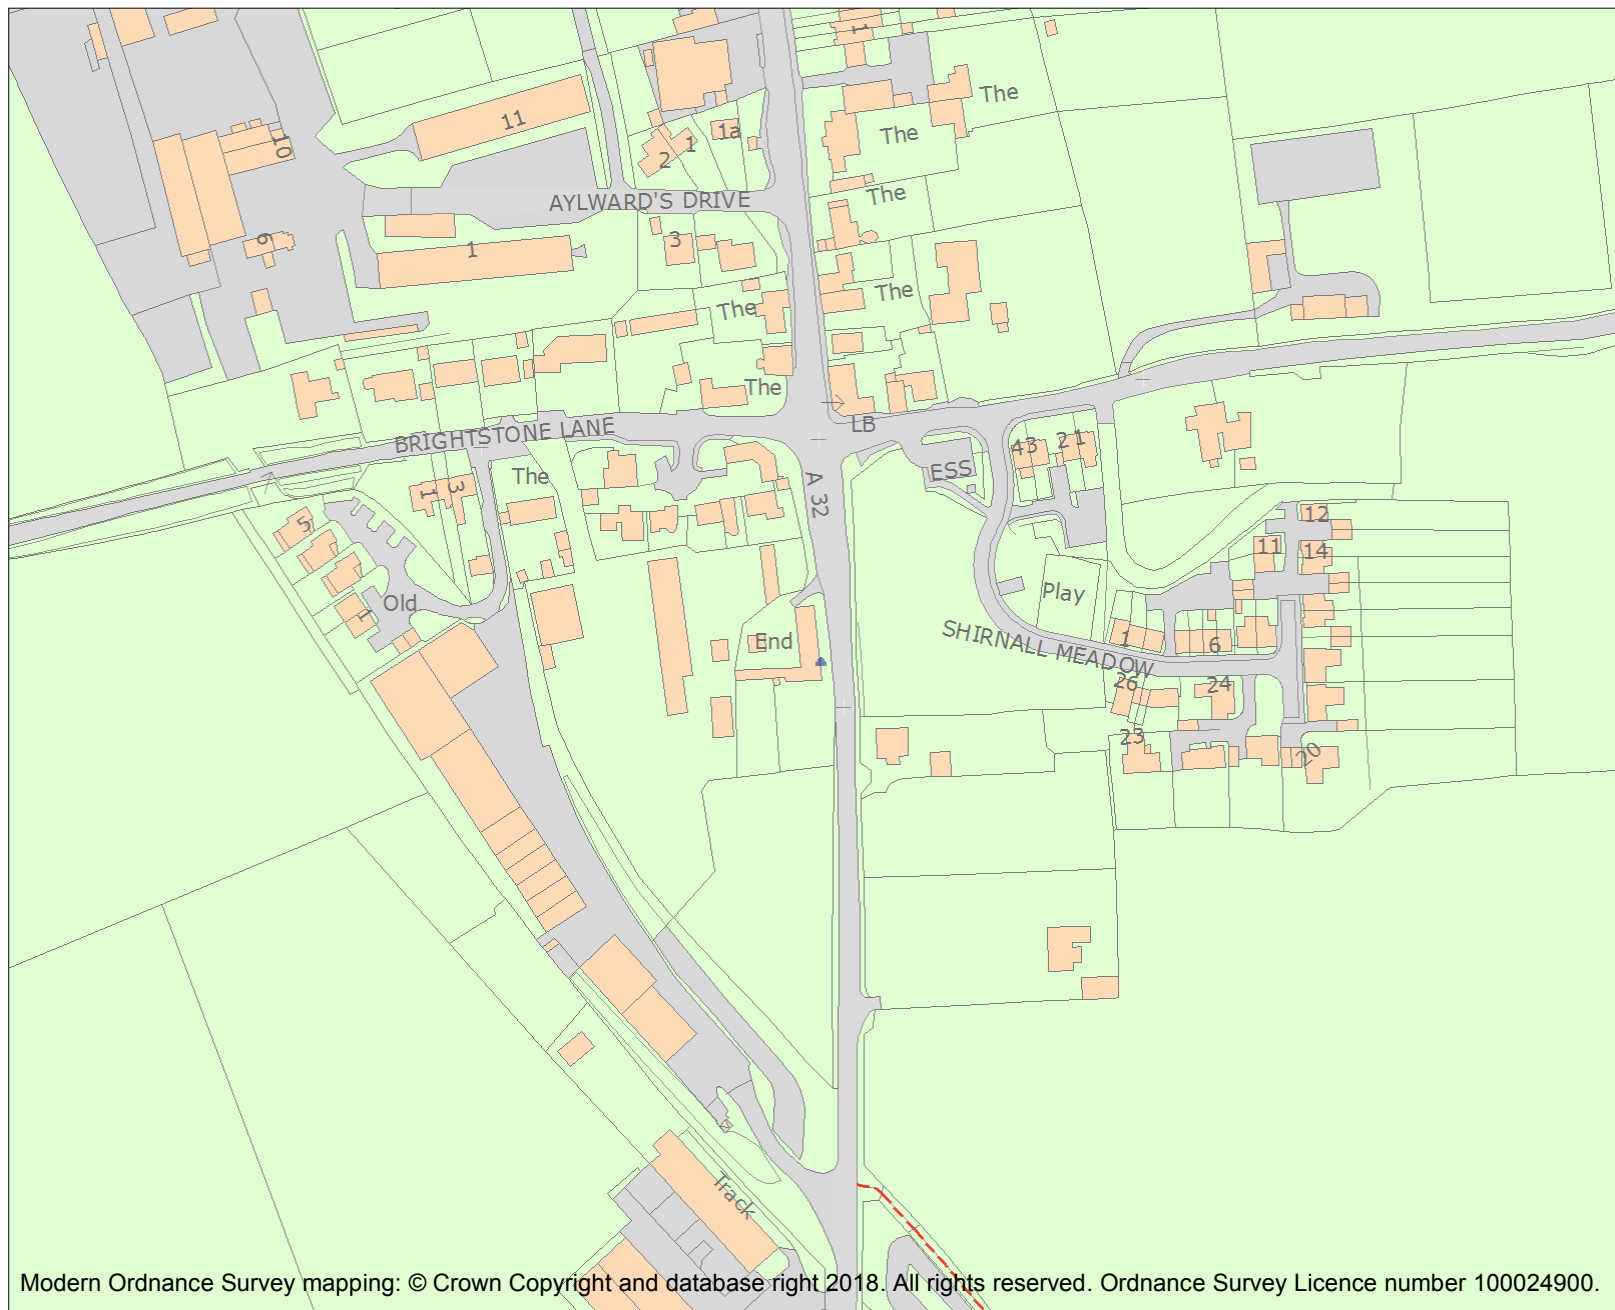 1
The
11
1a
The
10
1
2
The
AYLWARD'S DRIVE
6
3
1
The
The
The
LB
BRIGHTSTONE LANE
43
21
ESS
The
A 32
1
3
12
5
11
14
Play
Old
1
End
SHIRNALL MEADOW
1
6
26
24
23
20
Track
Modern Ordnance Survey mapping: © Crown Copyright and database right 2018. All rights reserved. Ordnance Survey Licence number 100024900.